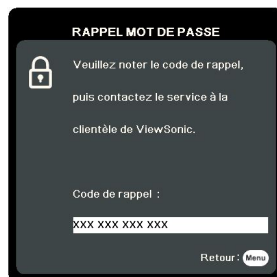 RAPPEL MOT DE PASSE
Veuillez noter le code de rappel,
puis contactez le service à la
clientèle de ViewSonic.
Code de rappel :
XXX XXX XXX XXX
Retour: Menu